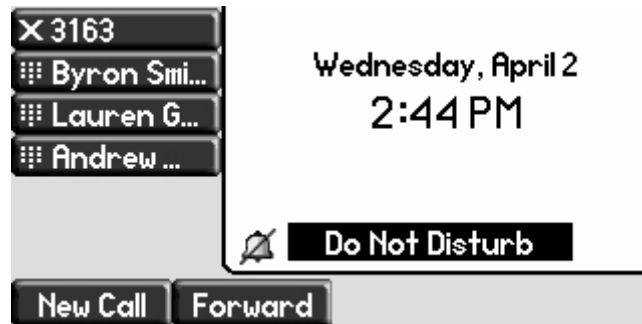 3163
Byron Smi...
Lauren G...
Andrew ...
Wednesday, April 2
2:44 PM
Do Not Disturb
New Call
Forward